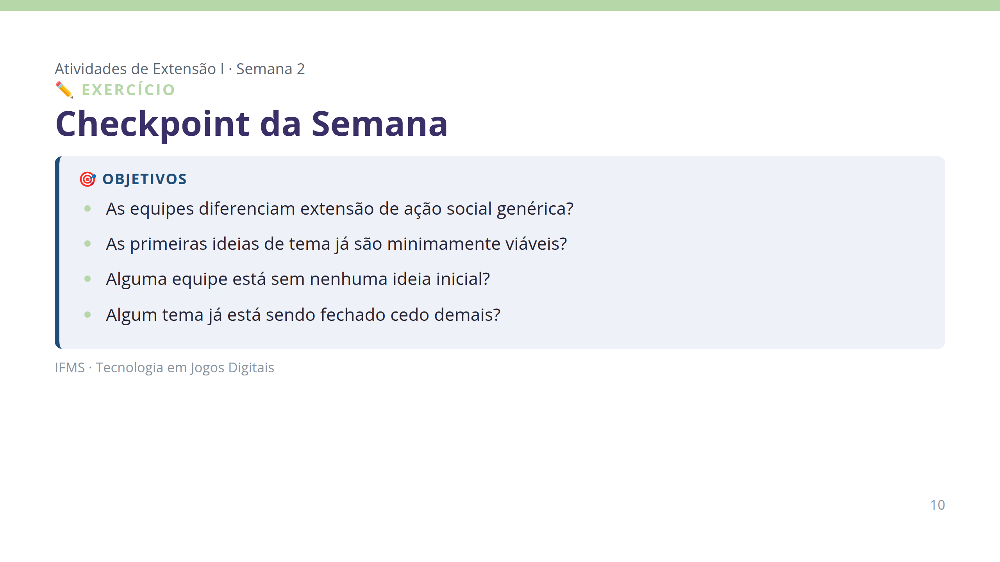 Atividades de Extensão I · Semana 2
✏️ EXERCÍCIO
Checkpoint da Semana
🎯 OBJETIVOS
As equipes diferenciam extensão de ação social genérica?
As primeiras ideias de tema já são minimamente viáveis?
Alguma equipe está sem nenhuma ideia inicial?
Algum tema já está sendo fechado cedo demais?
IFMS · Tecnologia em Jogos Digitais
10